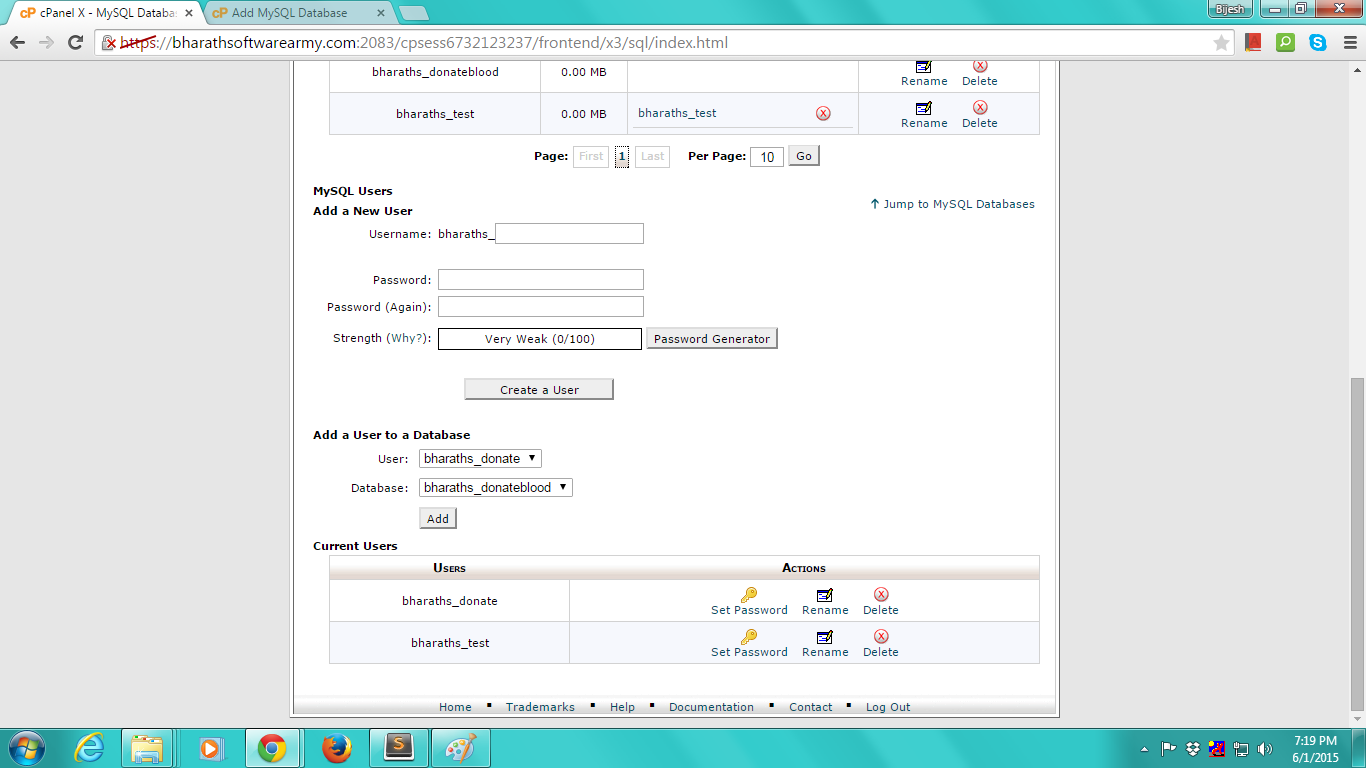 cPanel X - MySQL Databa
Add MySQL Database
Bijesh
https://bharathsoftwarearmy.com:2083/cpsess6732123237/frontend/x3/sql/index.html
bharaths_donateblood 0.00 MB Rename Delete
bharaths_test 0.00 MB bharaths_test Rename Delete
Page: First 1 Last Per Page: 10 Go
MySQL Users
Jump to MySQL Databases
Add a New User
Username: bharaths_
Password:
Password (Again):
Strength (Why?): Very Weak (0/100) Password Generator
Create a User
Add a User to a Database
User: bharaths_donate
Database: bharaths_donateblood
Add
Current Users
Users Actions
bharaths_donate Set Password Rename Delete
bharaths_test Set Password Rename Delete
Home Trademarks Help Documentation Contact Log Out
7:19 PM
6/1/2015